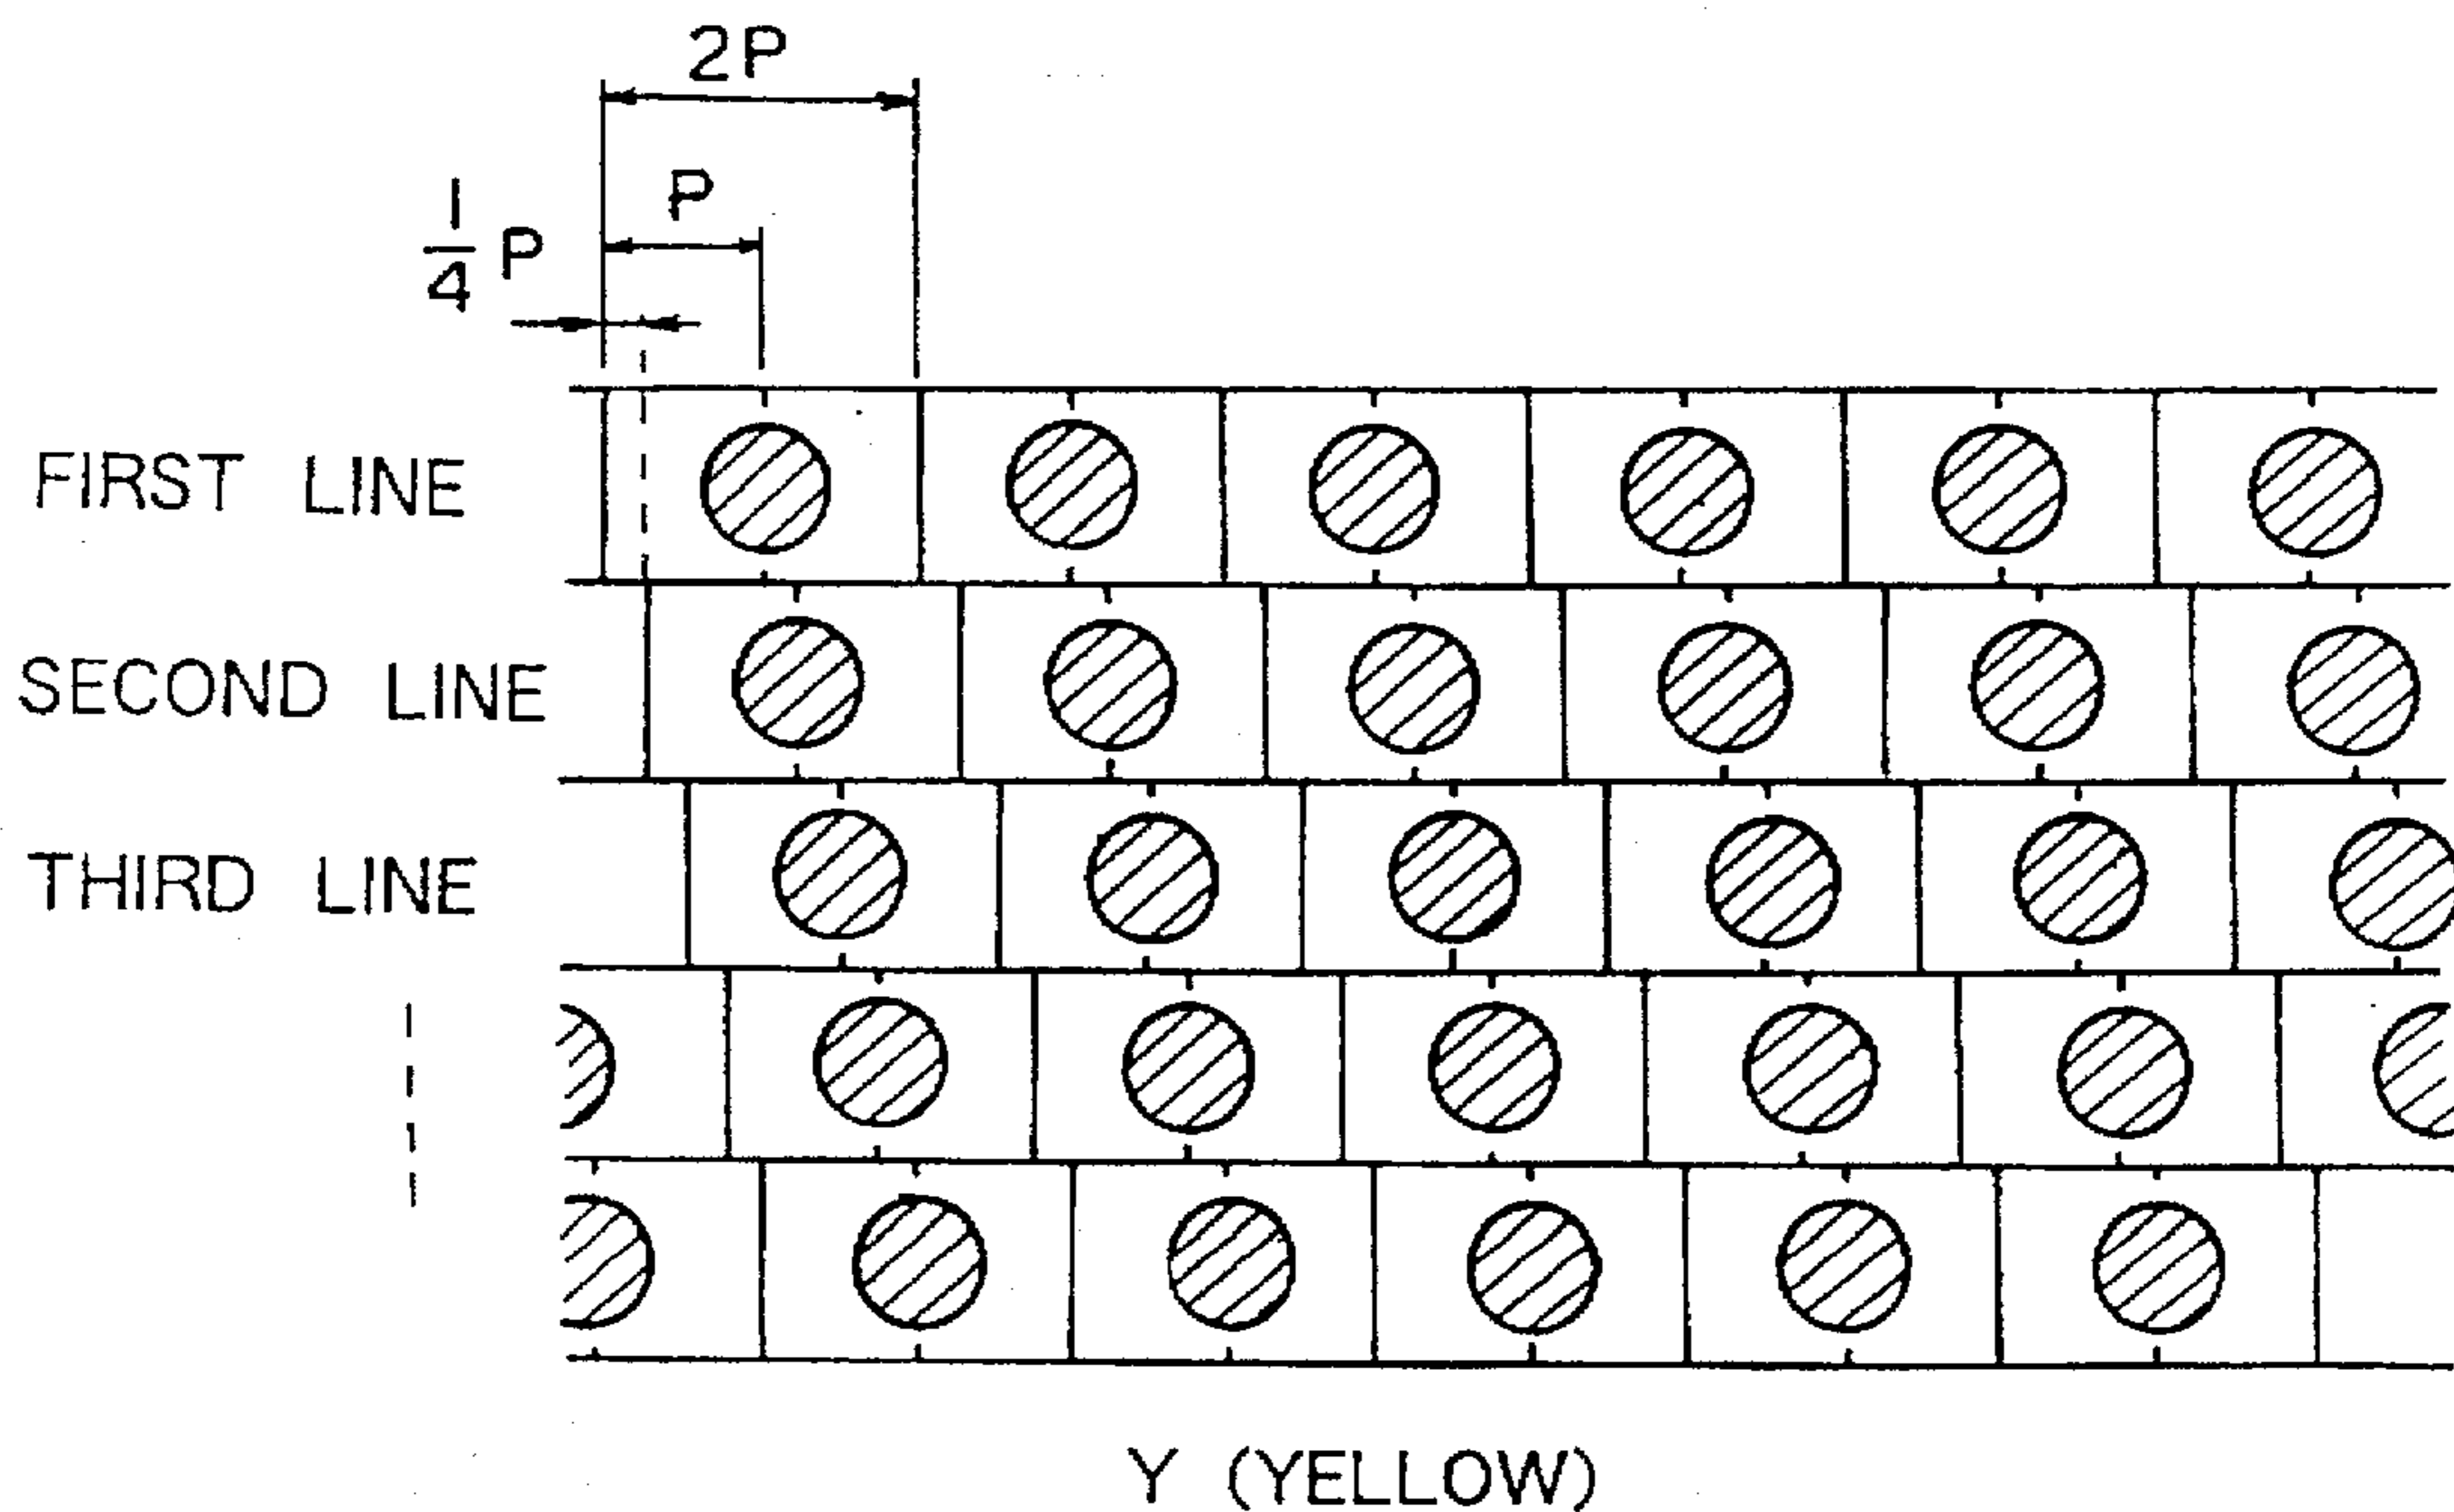 2P
P
1/4 P
FIRST LINE
SECOND LINE
THIRD LINE
Y (YELLOW)